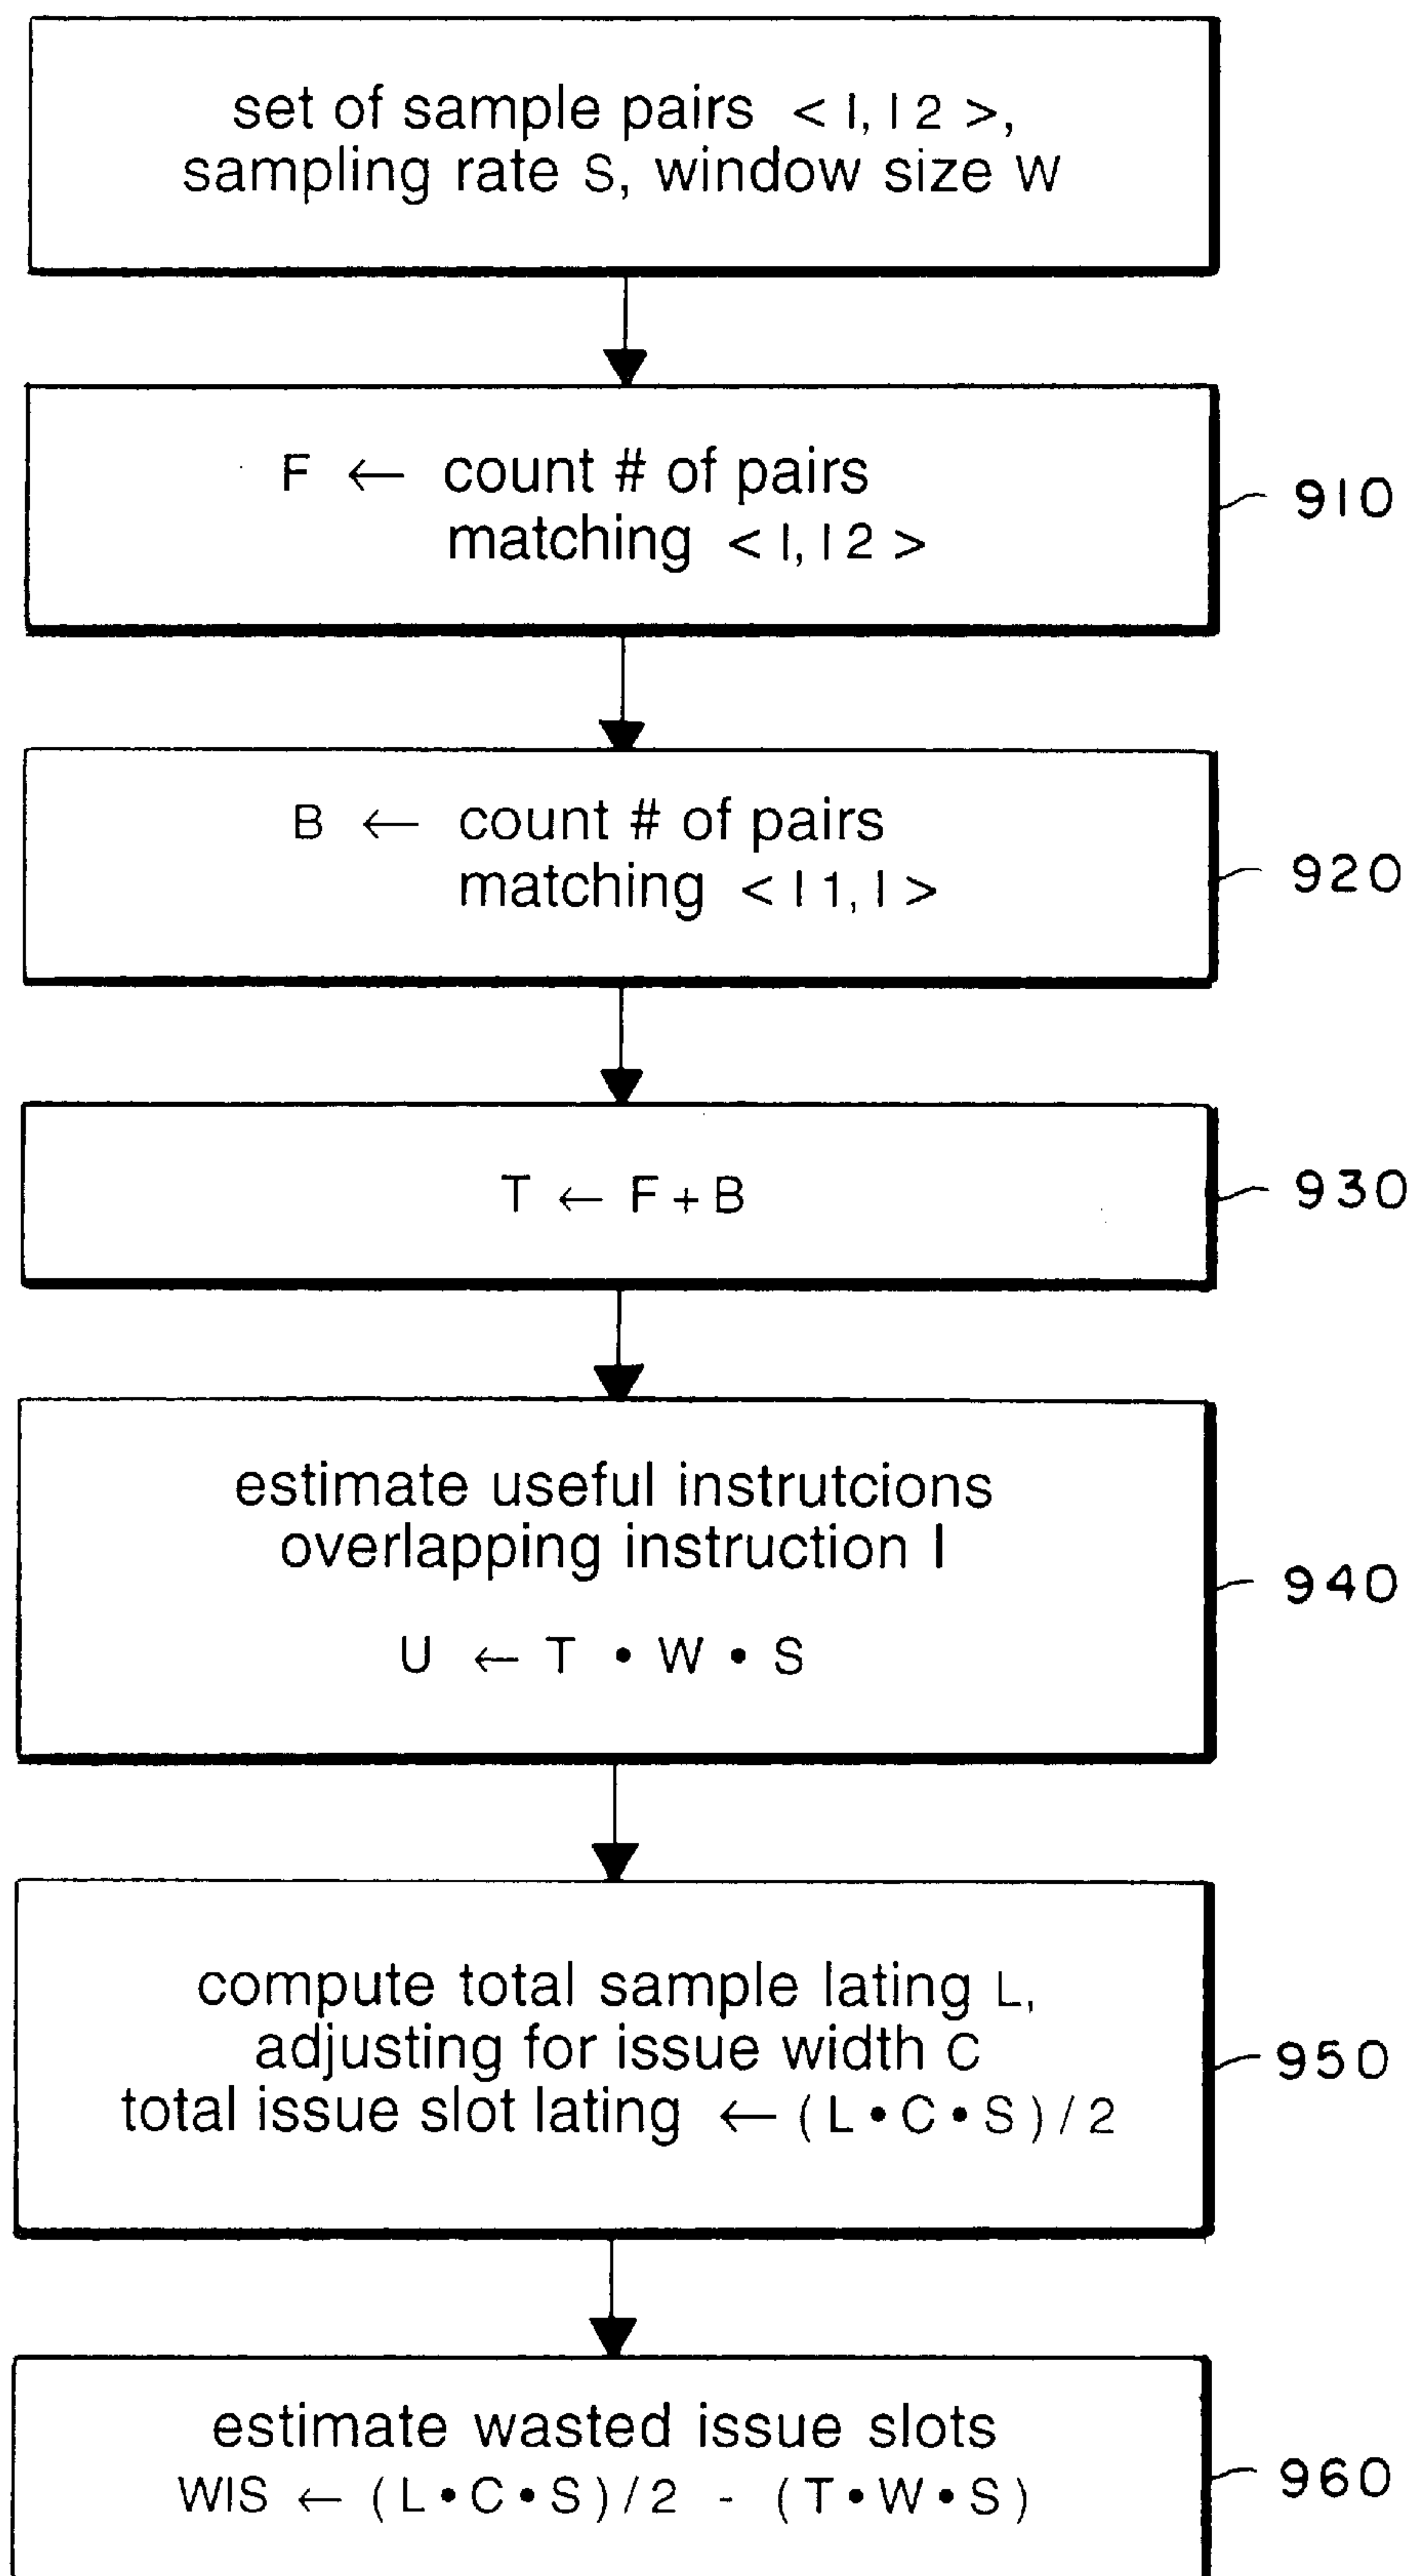 set of sample pairs < I, I 2 >,
sampling rate S, window size W
F ← count # of pairs
matching < I, I 2 >
910
B ← count # of pairs
matching < I 1, I >
920
T ← F + B
930
estimate useful instrutcions
overlapping instruction I
U ← T • W • S
940
compute total sample lating L,
adjusting for issue width C
total issue slot lating ← ( L • C • S ) / 2
950
estimate wasted issue slots
WIS ← ( L • C • S ) / 2 - ( T • W • S )
960